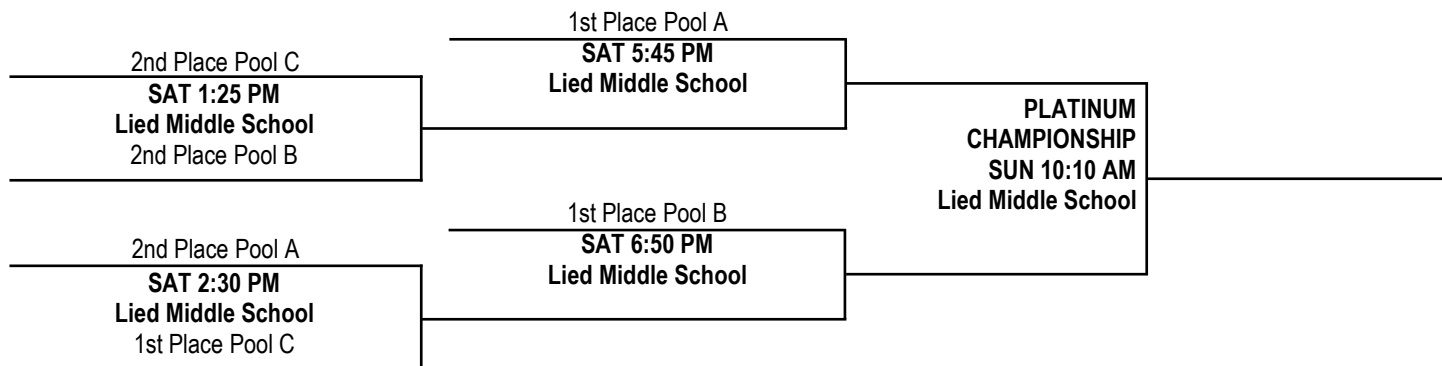 1st Place Pool A
2nd Place Pool C
SAT 5:45 PM
Lied Middle School
SAT 1:25 PM
Lied Middle School
2nd Place Pool B
PLATINUM
CHAMPIONSHIP
SUN 10:10 AM
Lied Middle School
1st Place Pool B
2nd Place Pool A
SAT 6:50 PM
Lied Middle School
SAT 2:30 PM
Lied Middle School
1st Place Pool C